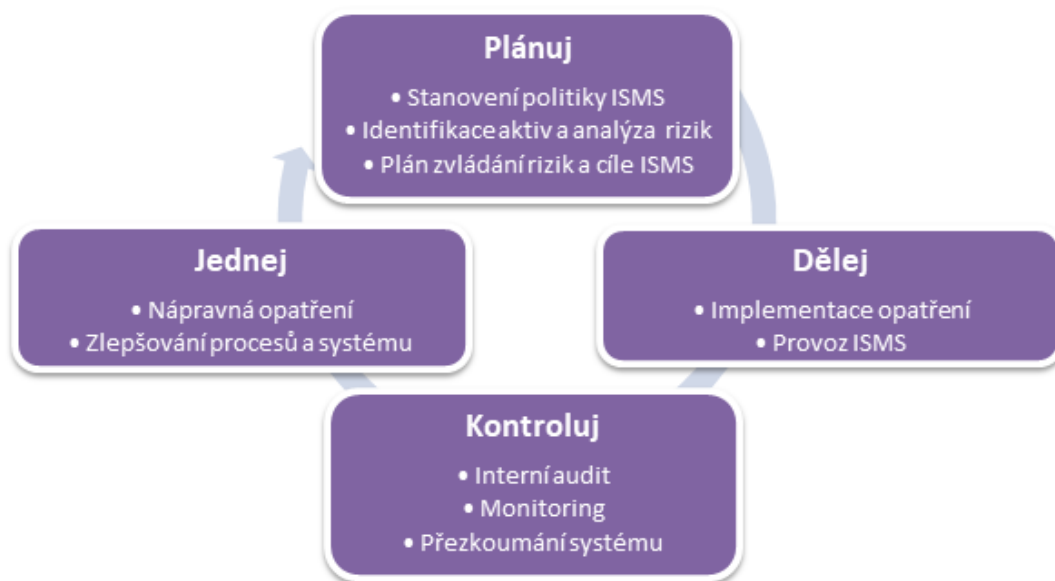 Plánuj
• Stanovení politiky ISMS
• Identifikace aktiv a analýza rizik
• Plán zvládání rizik a cíle ISMS
Dělej
• Implementace opatření
• Provoz ISMS
Kontroluj
• Interní audit
• Monitoring
• Přezkoumání systému
Jednej
• Nápravná opatření
• Zlepšování procesů a systému